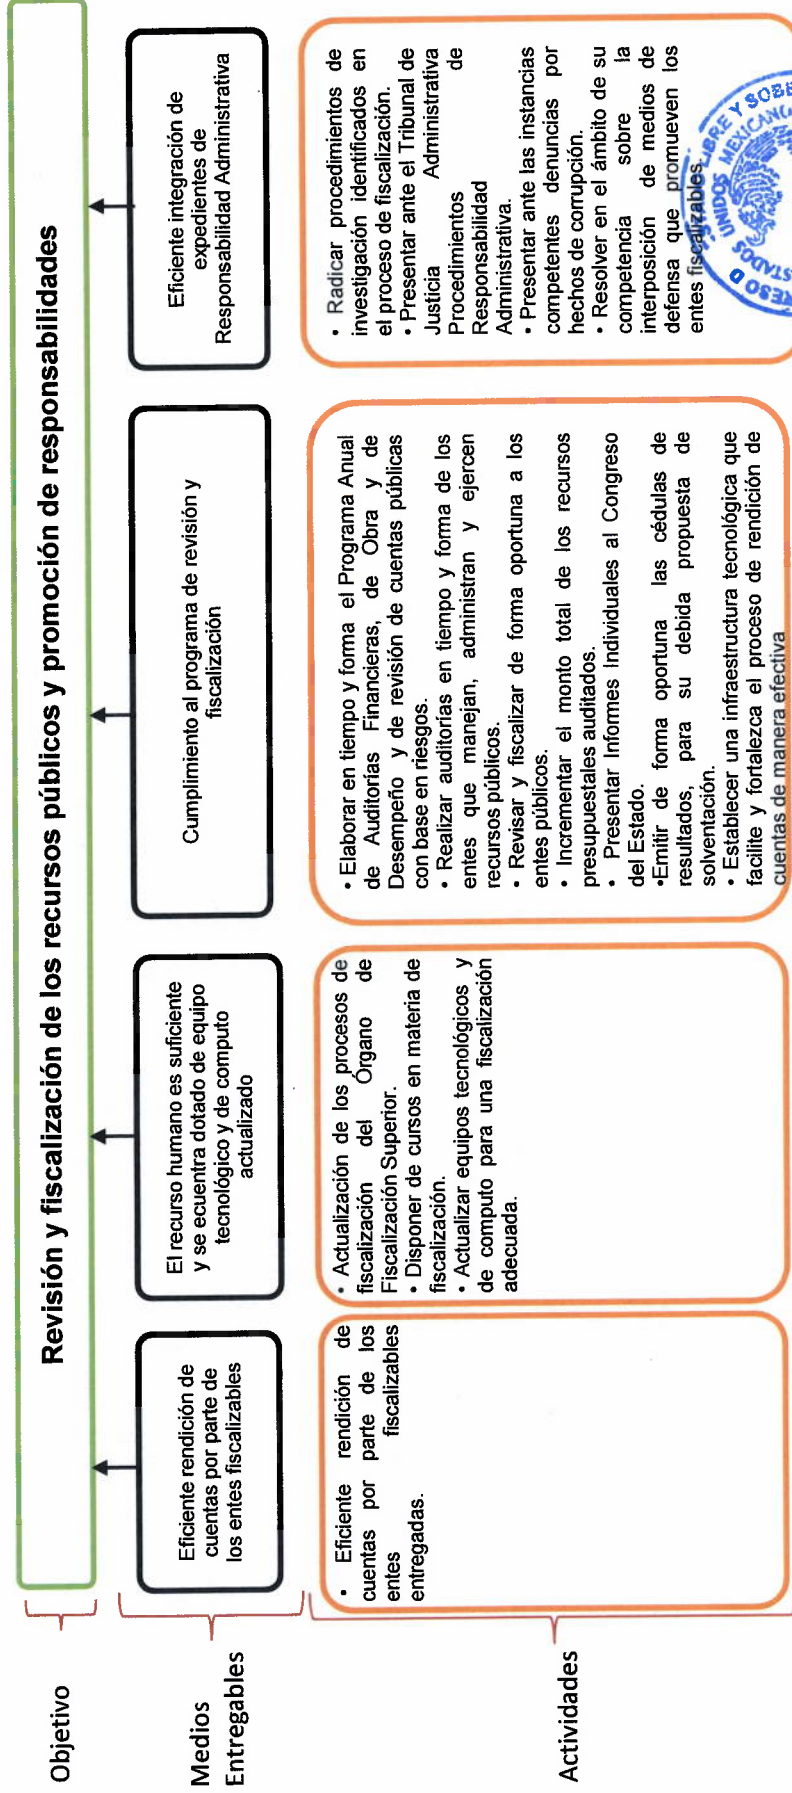 Objetivo
Revisión y fiscalización de los recursos públicos y promoción de responsabilidades
Medios
Entregables
Eficiente rendición de
cuentas por parte de
los entes fiscalizables
El recurso humano es suficiente
y se ecuentra dotado de equipo
tecnológico y de computo
actualizado
Cumplimiento al programa de revisión y
fiscalización
Eficiente integración de
expedientes de
Responsabilidad Administrativa
Actividades
• Eficiente rendición de
cuentas por parte de los
entes fiscalizables
entregadas.
• Actualización de los procesos de
fiscalización del Órgano de
Fiscalización Superior.
• Disponer de cursos en materia de
fiscalización.
• Actualizar equipos tecnológicos y
de computo para una fiscalización
adecuada.
• Elaborar en tiempo y forma el Programa Anual
de Auditorías Financieras, de Obra y de
Desempeño y de revisión de cuentas públicas
con base en riesgos.
• Realizar auditorías en tiempo y forma de los
entes que manejan, administran y ejercen
recursos públicos.
• Revisar y fiscalizar de forma oportuna a los
entes públicos.
• Incrementar el monto total de los recursos
presupuestales auditados.
• Presentar Informes Individuales al Congreso
del Estado.
•Emitir de forma oportuna las cédulas de
resultados, para su debida propuesta de
solventación.
• Establecer una infraestructura tecnológica que
facilite y fortalezca el proceso de rendición de
cuentas de manera efectiva
• Radicar procedimientos de
investigación identificados en
el proceso de fiscalización.
• Presentar ante el Tribunal de
Justicia Administrativa
Procedimientos de
Responsabilidad
Administrativa.
• Presentar ante las instancias
competentes denuncias por
hechos de corrupción.
• Resolver en el ámbito de su
competencia sobre la
interposición de medios de
defensa que promueven los
entes fiscalizables.
LIBRE Y SOBE
UNIDOS MEXICANO
ESTADOS